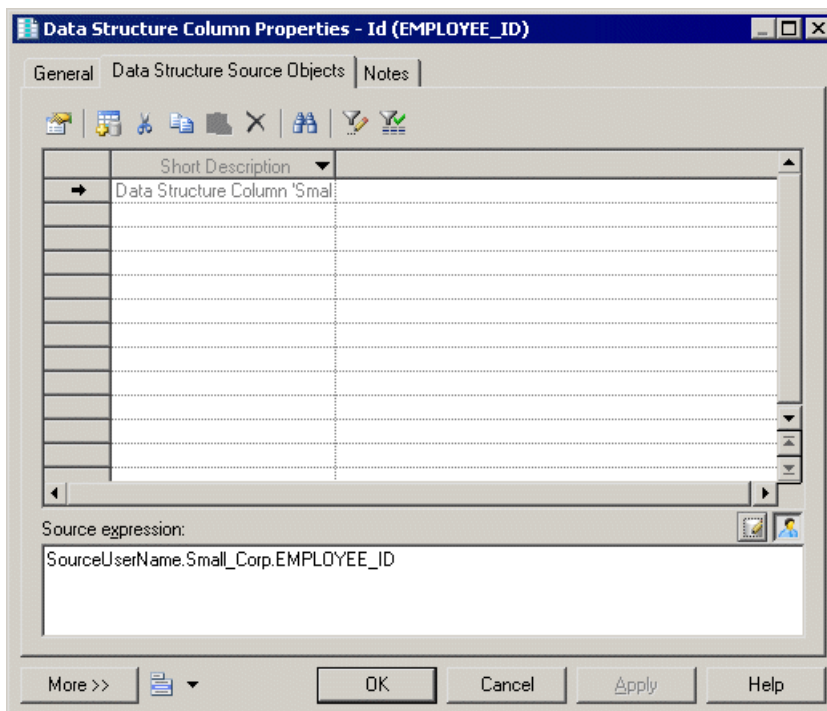 Data Structure Column Properties - Id (EMPLOYEE_ID)
General Data Structure Source Objects Notes
Short Description
Data Structure Column 'Smal
Source expression:
SourceUserName.Small_Corp.EMPLOYEE_ID
More >> OK Cancel Apply Help